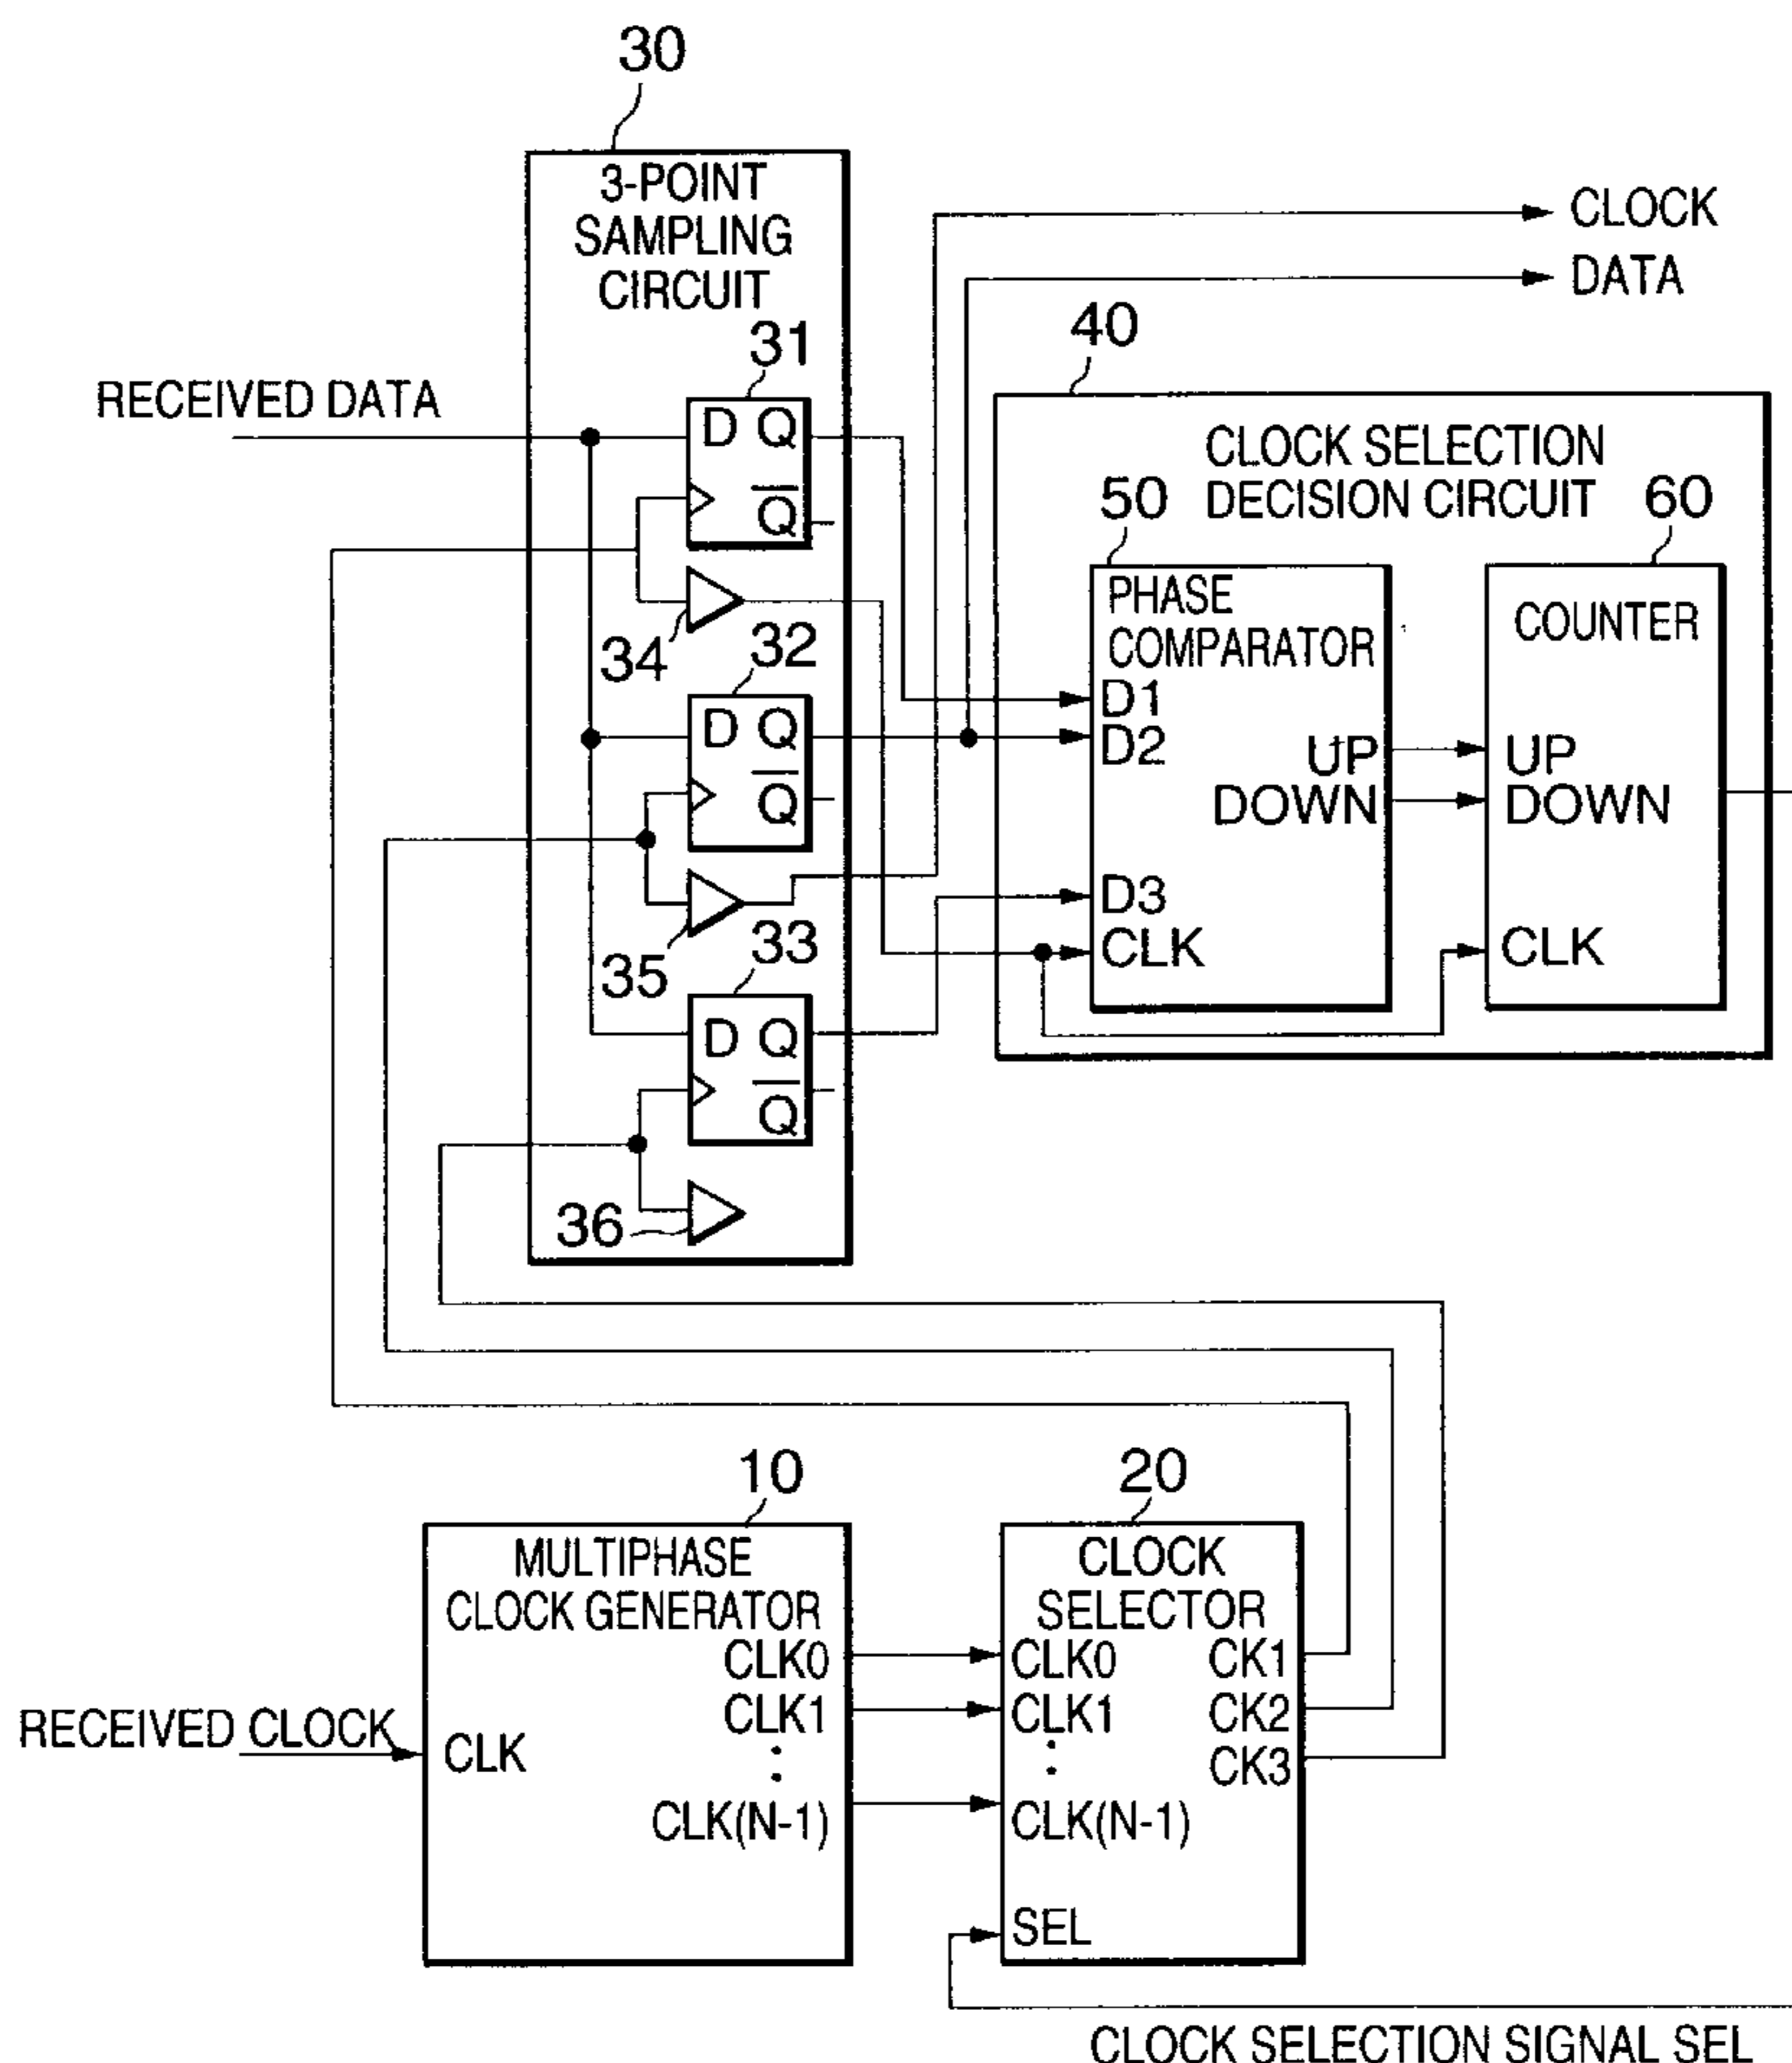 30
3-POINT
SAMPLING
CIRCUIT
CLOCK
DATA
31
40
RECEIVED DATA
D Q
Q
CLOCK SELECTION
DECISION CIRCUIT
50
60
PHASE
COMPARATOR
COUNTER
34
32
D1
D Q
D2
UP
UP
Q
DOWN
DOWN
D3
35
33
CLK
CLK
D Q
Q
36
10
20
MULTIPHASE
CLOCK GENERATOR
CLOCK
SELECTOR
CLK0
CLK0
CK1
CLK1
CLK1
CK2
RECEIVED CLOCK
CLK
CK3
CLK(N-1)
CLK(N-1)
SEL
CLOCK SELECTION SIGNAL SEL